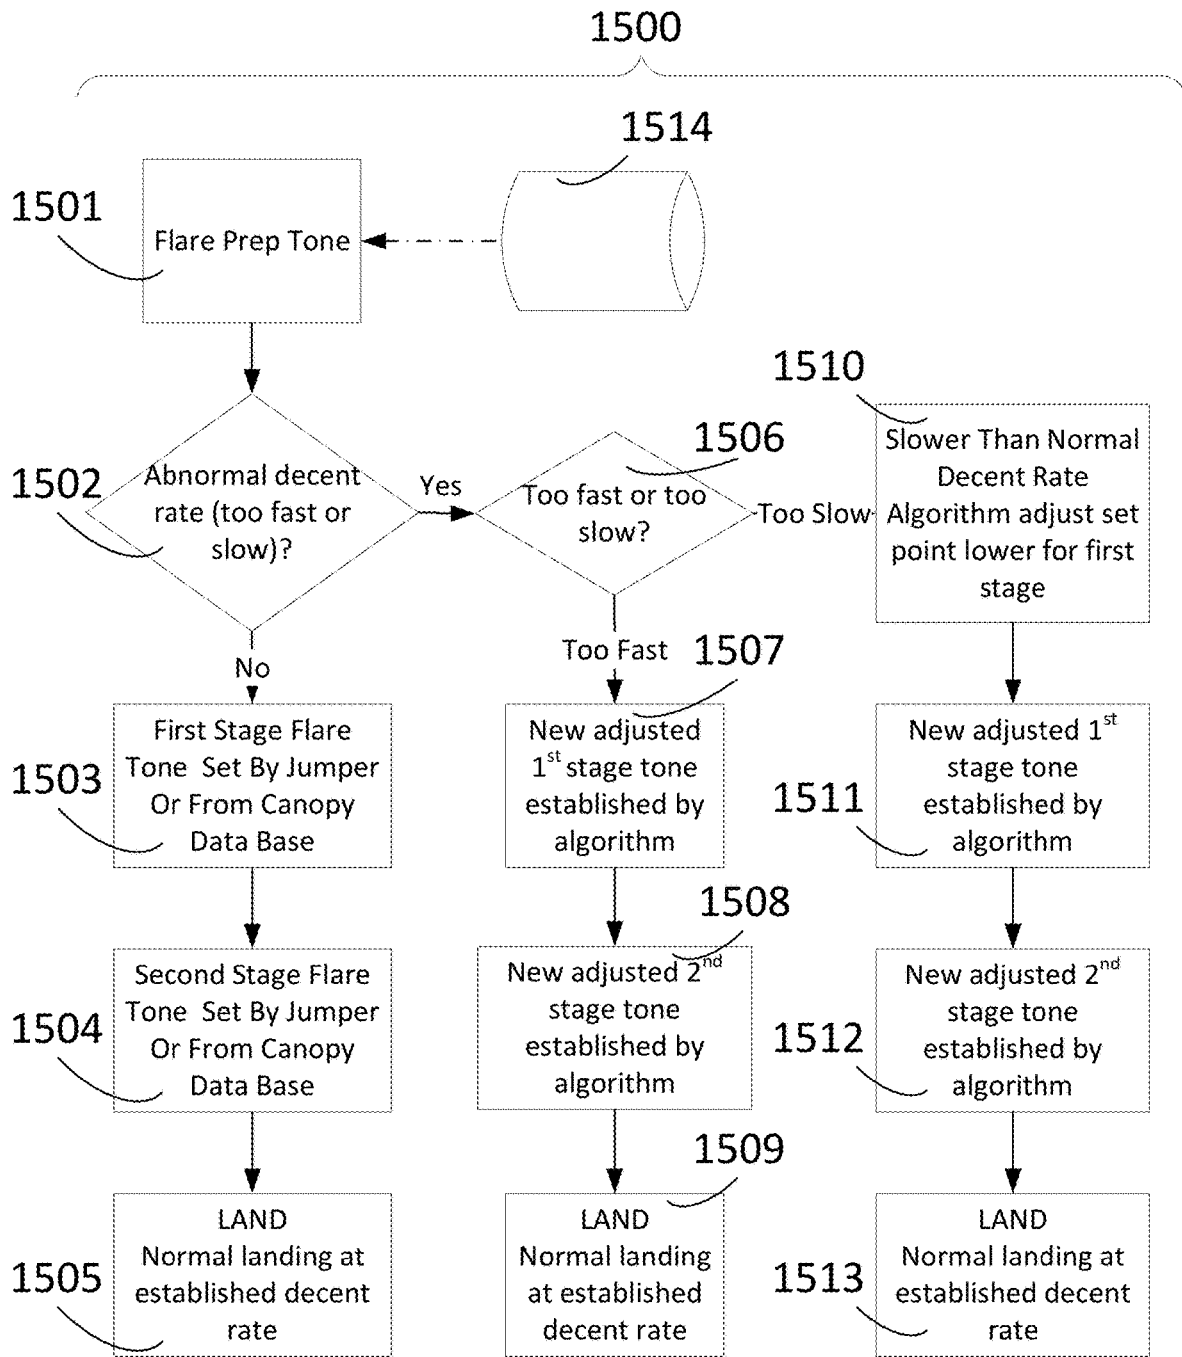 1500
1514
1501
Flare Prep Tone
1510
1506
1502
Abnormal decent
rate (too fast or
slow)?
Yes
Too fast or too
slow?
Too Slow
Slower Than Normal
Decent Rate
Algorithm adjust set
point lower for first
stage
No
Too Fast
1507
1503
First Stage Flare
Tone Set By Jumper
Or From Canopy
Data Base
New adjusted
1st stage tone
established by
algorithm
1511
New adjusted 1st
stage tone
established by
algorithm
1508
1504
Second Stage Flare
Tone Set By Jumper
Or From Canopy
Data Base
New adjusted 2nd
stage tone
established by
algorithm
1512
New adjusted 2nd
stage tone
established by
algorithm
1509
1505
LAND
Normal landing at
established decent
rate
LAND
Normal landing
at established
decent rate
1513
LAND
Normal landing at
established decent
rate